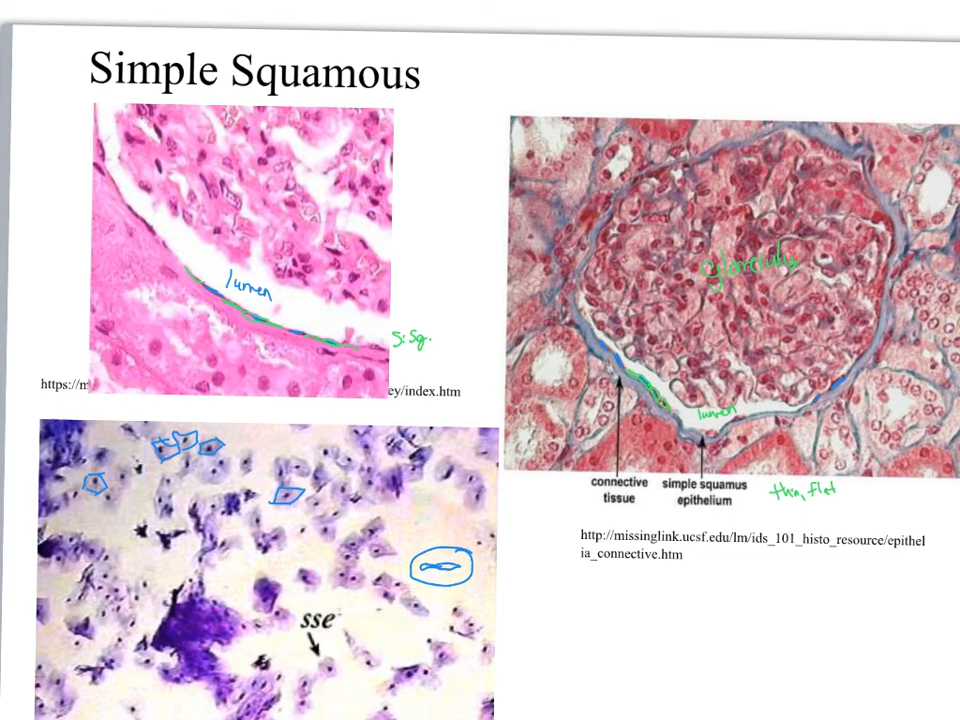 Simple Squamous
lumen
Si Sq.
https://m
ey/index.htm
sse
lumen
connective
tissue
simple squamus
epithelium
thin, flat
http://missinglink.ucsf.edu/lm/ids_101_histo_resource/epithel
ia_connective.htm